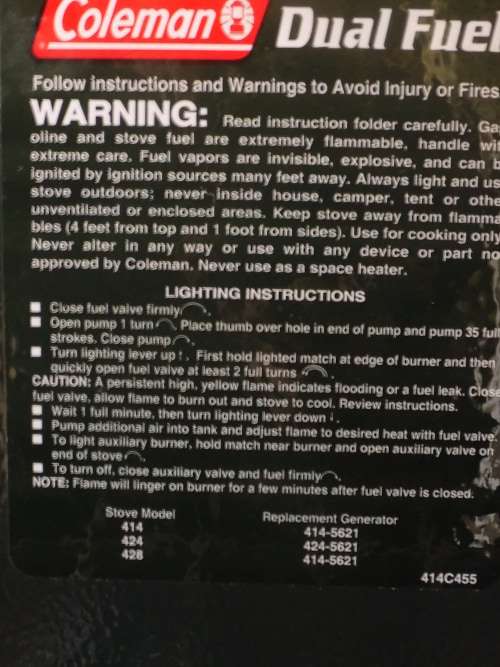 Coleman Dual Fuel
Follow instructions and Warnings to Avoid Injury or Fires
WARNING: Read instruction folder carefully. Ga
oline and stove fuel are extremely flammable, handle wit
extreme care. Fuel vapors are invisible, explosive, and can b
ignited by ignition sources many feet away. Always light and us
stove outdoors; never inside house, camper, tent or othe
unventilated or enclosed areas. Keep stove away from flamma
bles (4 feet from top and 1 foot from sides). Use for cooking only
Never alter in any way or use with any device or part no
approved by Coleman. Never use as a space heater.
LIGHTING INSTRUCTIONS
■ Close fuel valve firmly.
■ Open pump 1 turn. Place thumb over hole in end of pump and pump 35 full
strokes. Close pump.
■ Turn lighting lever up↑. First hold lighted match at edge of burner and then
quickly open fuel valve at least 2 full turns.
CAUTION: A persistent high, yellow flame indicates flooding or a fuel leak. Close
fuel valve, allow flame to burn out and stove to cool. Review instructions.
■ Wait 1 full minute, then turn lighting lever down↓.
■ Pump additional air into tank and adjust flame to desired heat with fuel valve.
■ To light auxiliary burner, hold match near burner and open auxiliary valve on
end of stove.
■ To turn off, close auxiliary valve and fuel firmly.
NOTE: Flame will linger on burner for a few minutes after fuel valve is closed.
Stove Model Replacement Generator
414 414-5621
424 424-5621
428 414-5621
414C455